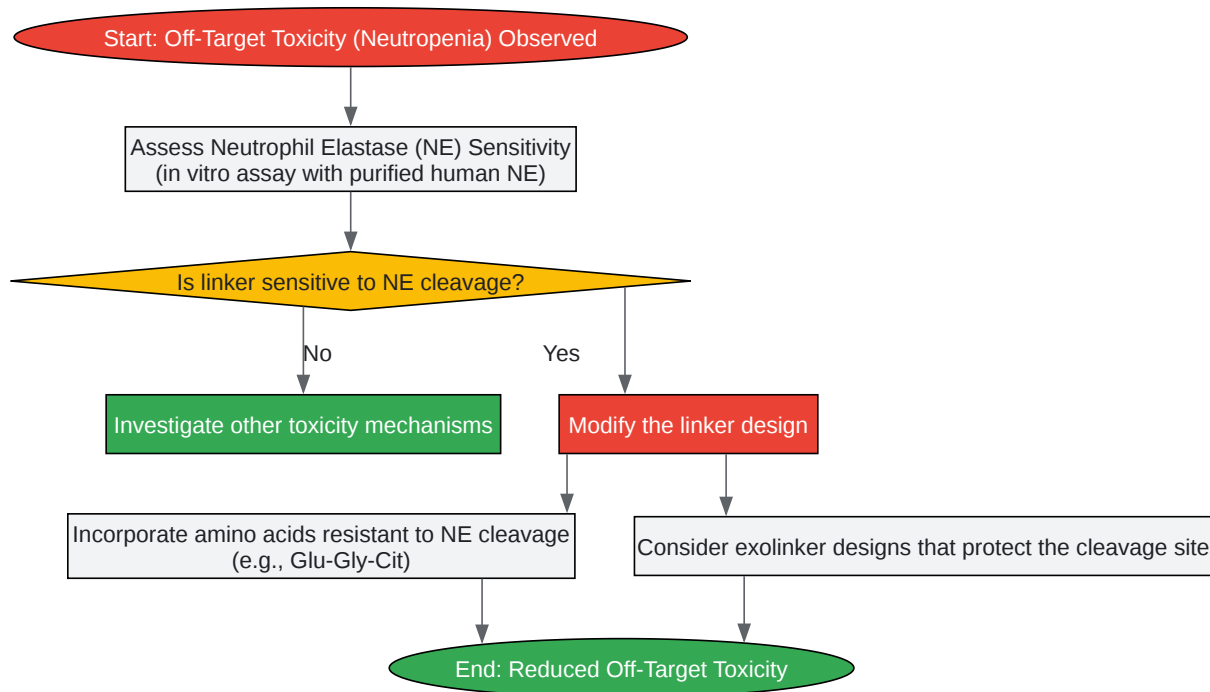 Start: Off-Target Toxicity (Neutropenia) Observed
Assess Neutrophil Elastase (NE) Sensitivity
(in vitro assay with purified human NE)
Is linker sensitive to NE cleavage?
No
Yes
Investigate other toxicity mechanisms
Modify the linker design
Incorporate amino acids resistant to NE cleavage
(e.g., Glu-Gly-Cit)
Consider exolinker designs that protect the cleavage site
End: Reduced Off-Target Toxicity